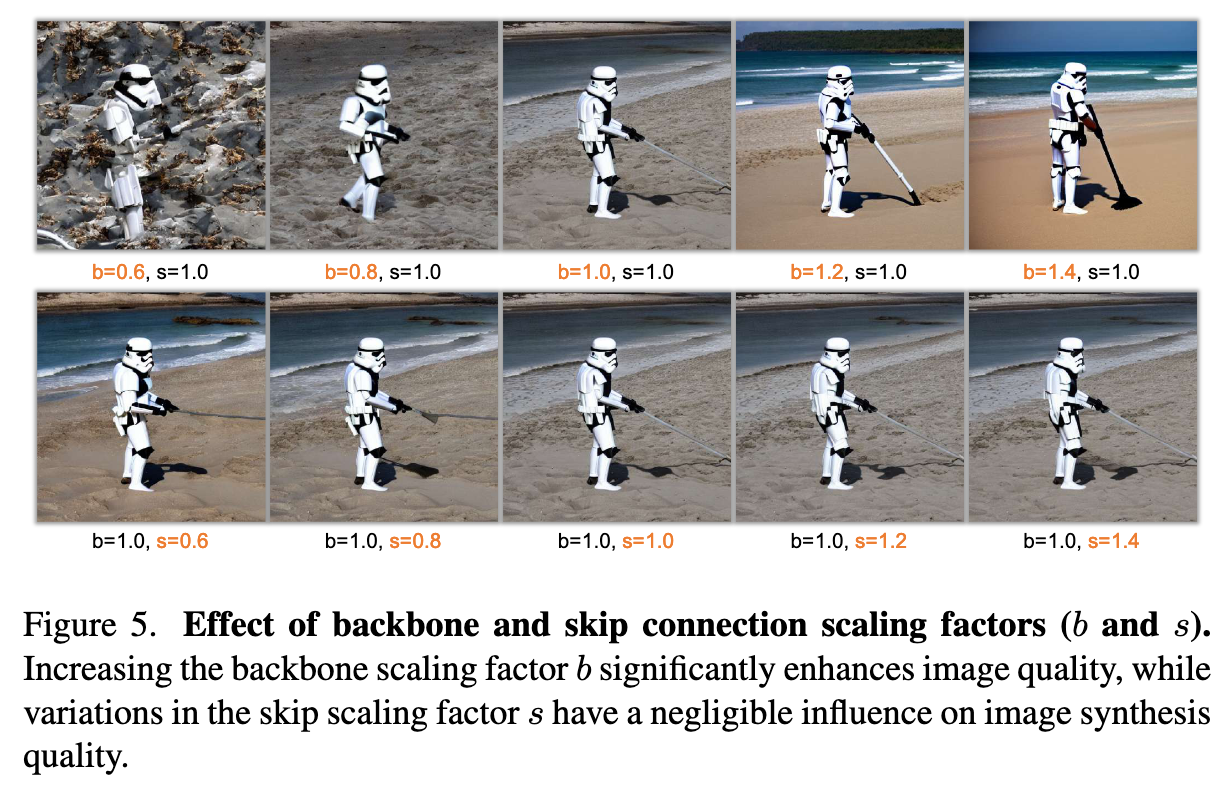 b=0.6, s=1.0 b=0.8, s=1.0 b=1.0, s=1.0 b=1.2, s=1.0 b=1.4, s=1.0
b=1.0, s=0.6 b=1.0, s=0.8 b=1.0, s=1.0 b=1.0, s=1.2 b=1.0, s=1.4
Figure 5. Effect of backbone and skip connection scaling factors (b and s).
Increasing the backbone scaling factor b significantly enhances image quality, while
variations in the skip scaling factor s have a negligible influence on image synthesis
quality.